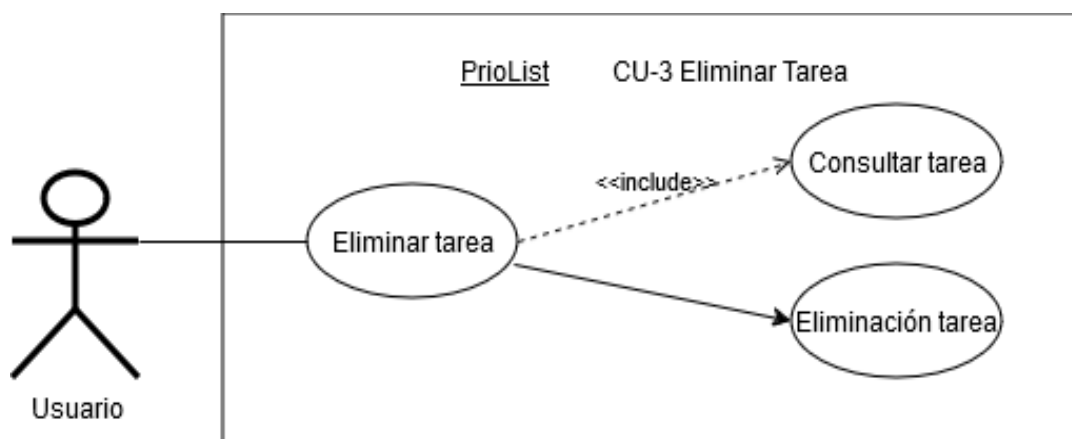 PrioList CU-3 Eliminar Tarea
Consultar tarea
<<include>>
Eliminar tarea
Eliminación tarea
Usuario